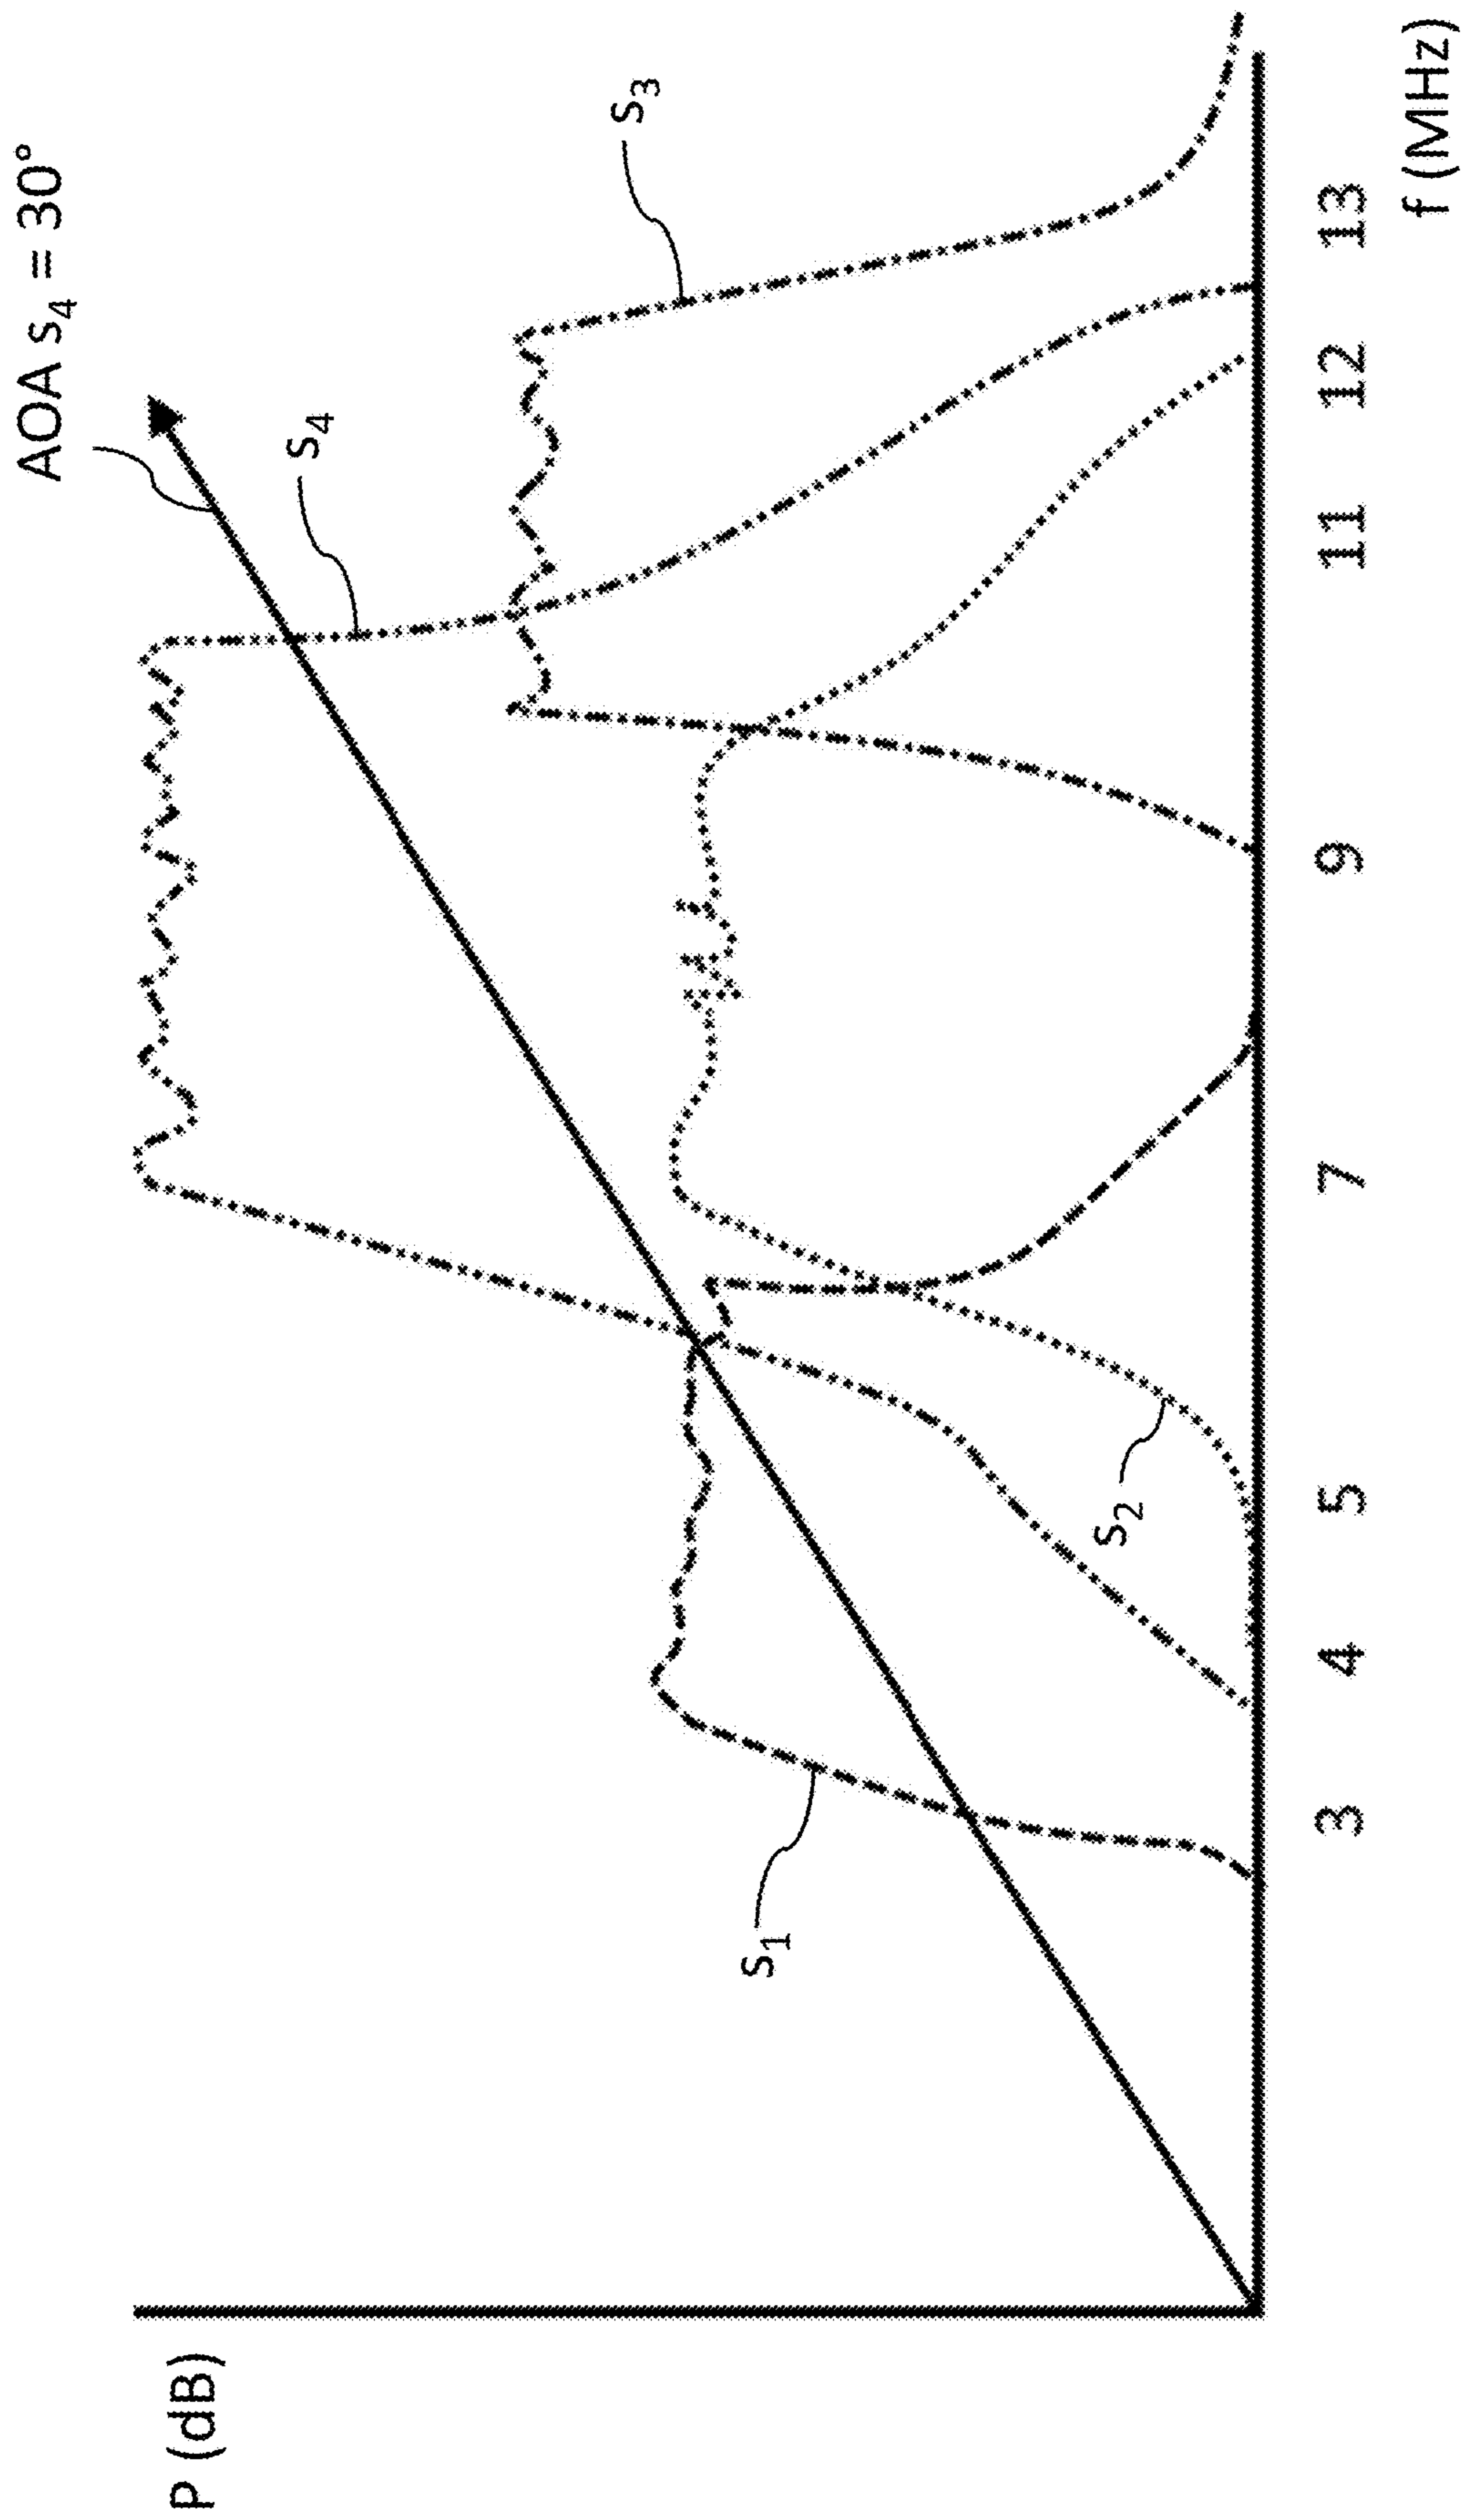 P (dB)
AOA s₄ = 30°
s₄
s₃
s₁
s₂
3 4 5 7 9 11 12 13
f (MHz)